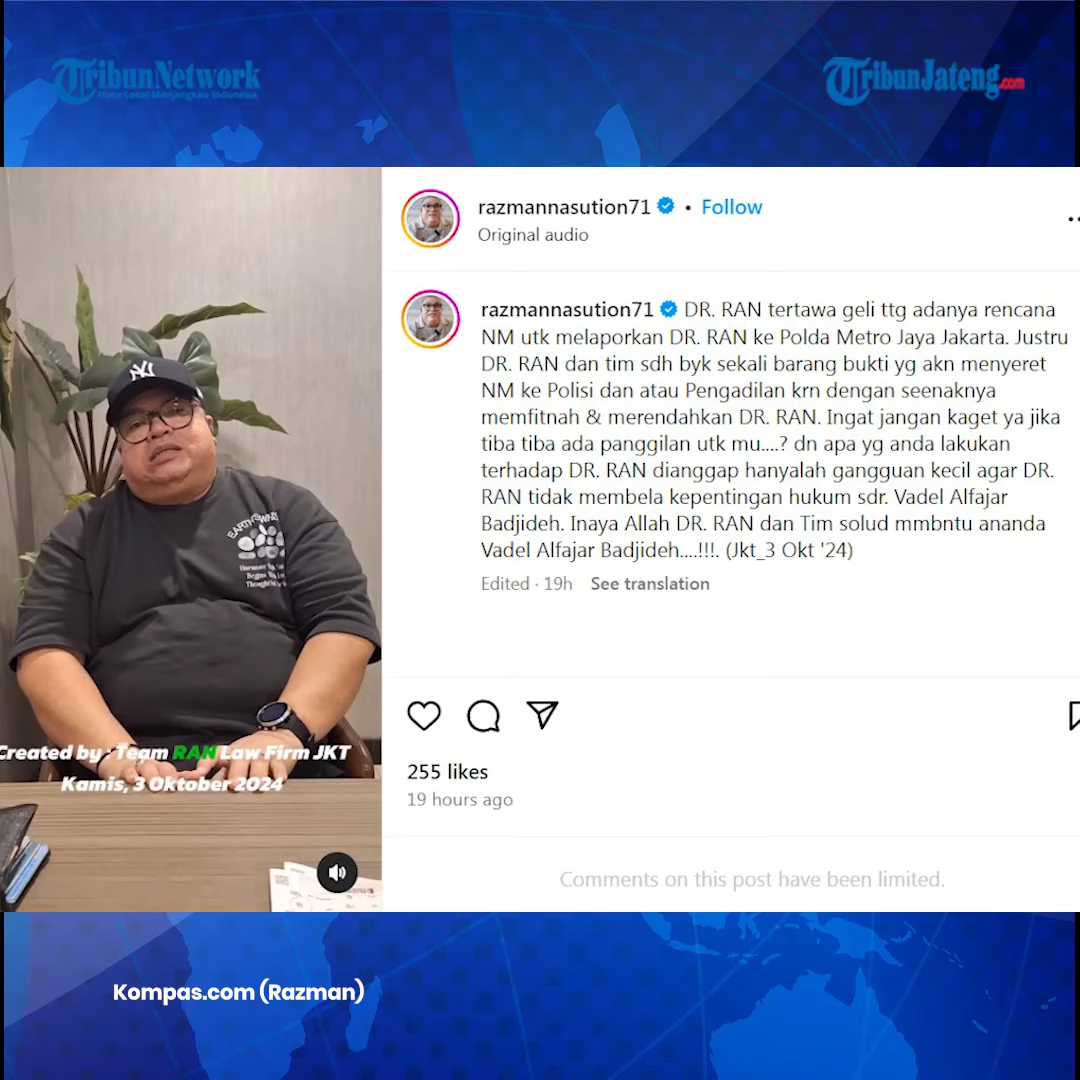 TribunNetwork
Mata Lokal Menjangkau Indonesia
TribunJateng.com
razmannasution71 • Follow
Original audio
razmannasution71 DR. RAN tertawa geli ttg adanya rencana
NM utk melaporkan DR. RAN ke Polda Metro Jaya Jakarta. Justru
DR. RAN dan tim sdh byk sekali barang bukti yg akn menyeret
NM ke Polisi dan atau Pengadilan krn dengan seenaknya
memfitnah & merendahkan DR. RAN. Ingat jangan kaget ya jika
tiba tiba ada panggilan utk mu....? dn apa yg anda lakukan
terhadap DR. RAN dianggap hanyalah gangguan kecil agar DR.
RAN tidak membela kepentingan hukum sdr. Vadel Alfajar
Badjideh. Inaya Allah DR. RAN dan Tim solud mmbntu ananda
Vadel Alfajar Badjideh....!!!. (Jkt_3 Okt '24)
Edited · 19h See translation
NY
Created by : Team RAN Law Firm JKT
Kamis, 3 Oktober 2024
255 likes
19 hours ago
Comments on this post have been limited.
Kompas.com (Razman)